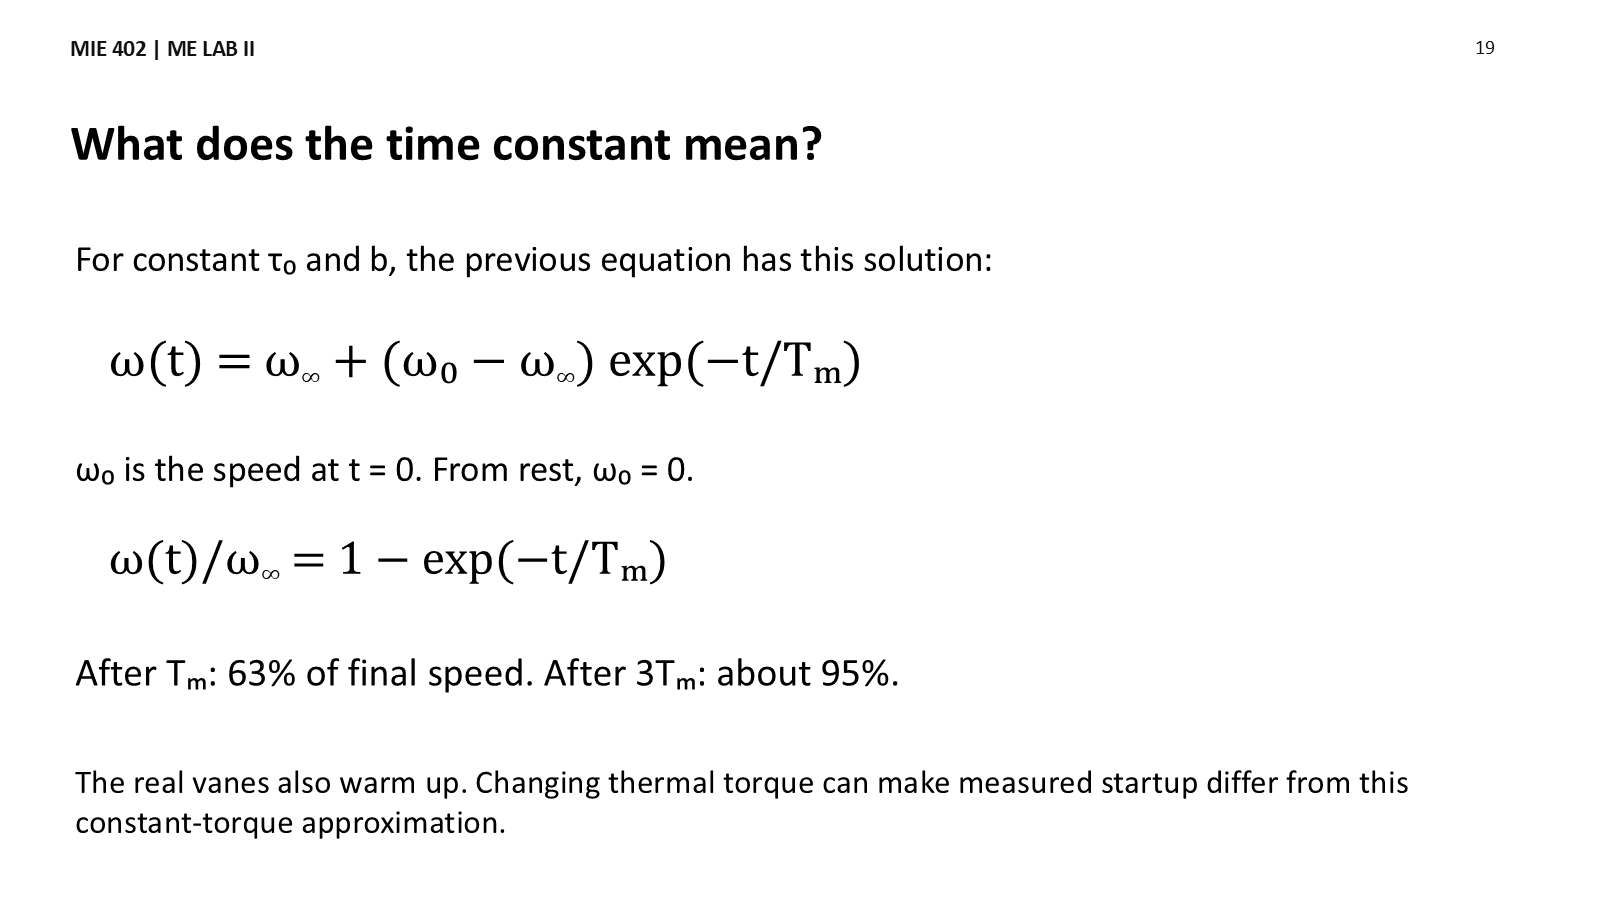 MIE 402 | ME LAB II
19
What does the time constant mean?
For constant τ₀ and b, the previous equation has this solution:
ω(t) = ω∞ + (ω₀ − ω∞) exp(−t/Tₘ)
ω₀ is the speed at t = 0. From rest, ω₀ = 0.
ω(t)/ω∞ = 1 − exp(−t/Tₘ)
After Tₘ: 63% of final speed. After 3Tₘ: about 95%.
The real vanes also warm up. Changing thermal torque can make measured startup differ from this
constant-torque approximation.